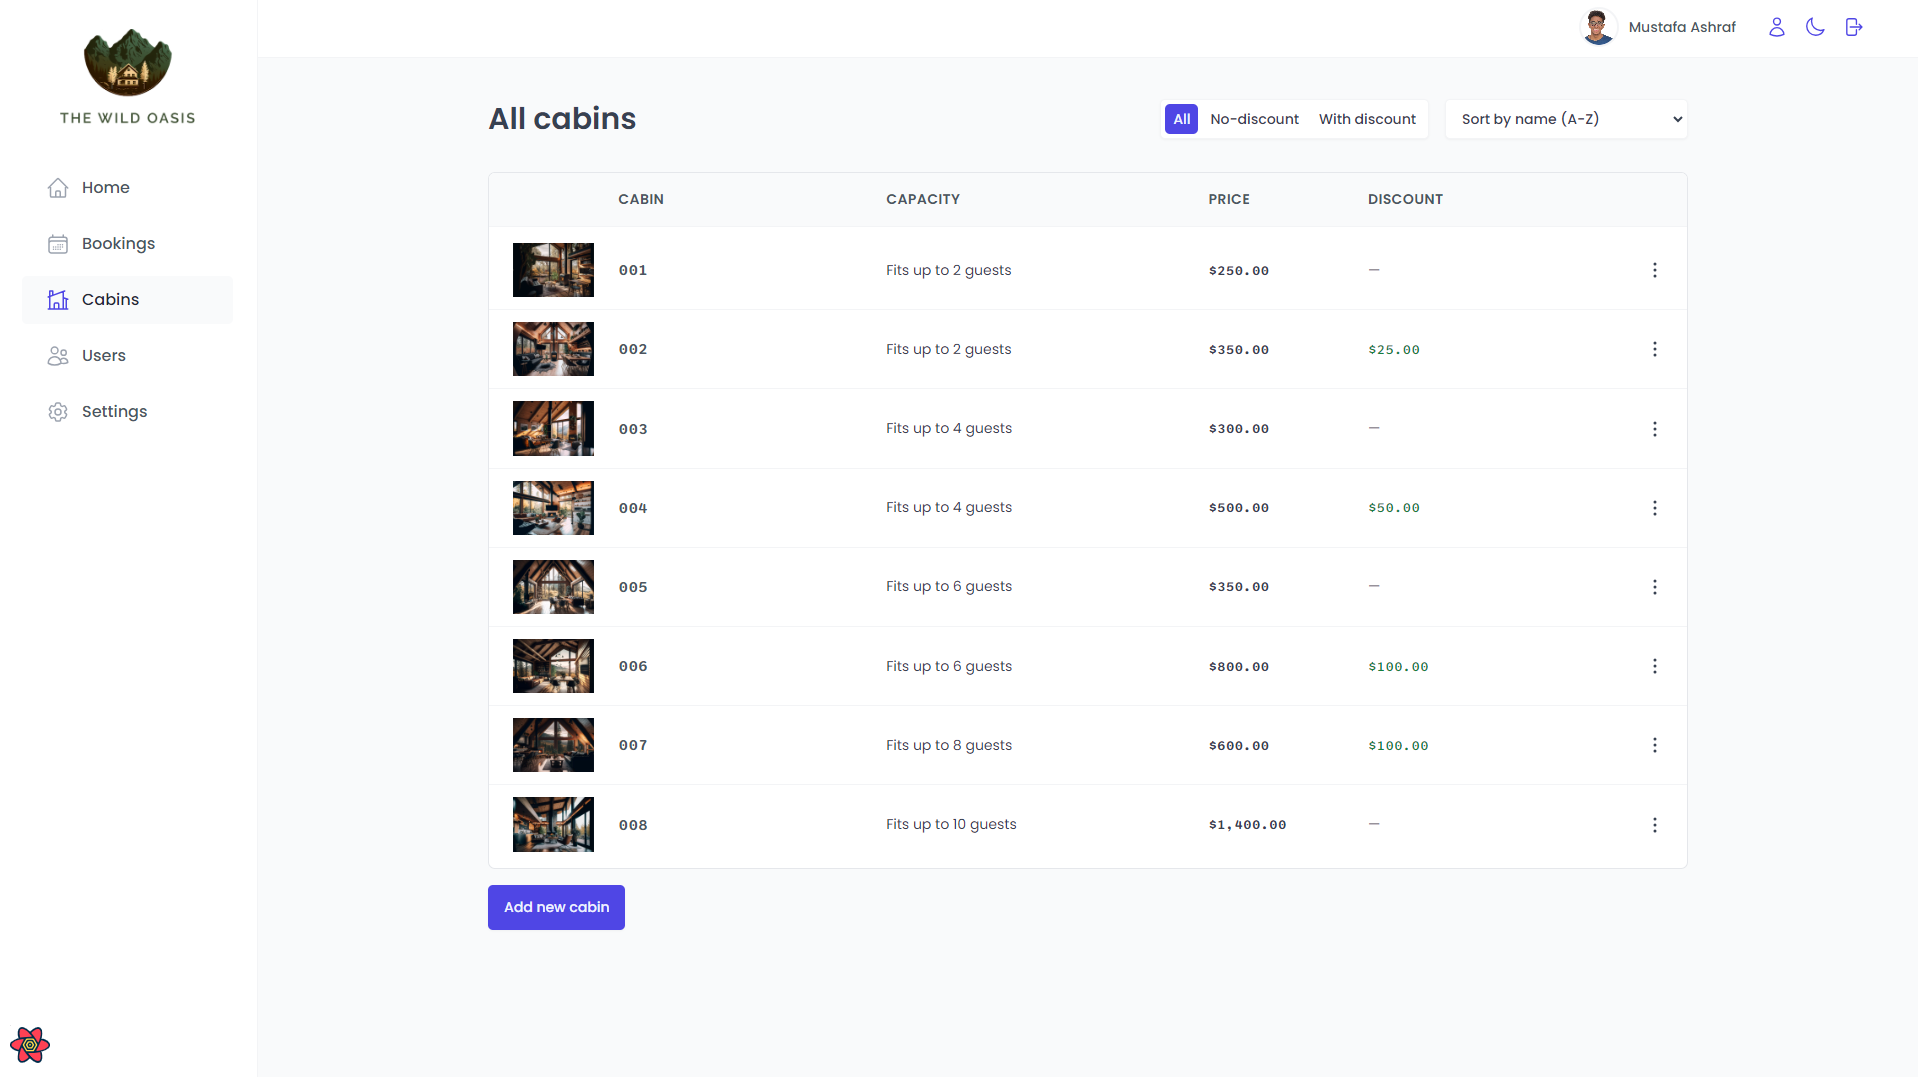 THE WILD OASIS
Home
Bookings
Cabins
Users
Settings
Mustafa Ashraf
All cabins
All No-discount With discount Sort by name (A-Z)
CABIN CAPACITY PRICE DISCOUNT
001 Fits up to 2 guests $250.00 —
002 Fits up to 2 guests $350.00 $25.00
003 Fits up to 4 guests $300.00 —
004 Fits up to 4 guests $500.00 $50.00
005 Fits up to 6 guests $350.00 —
006 Fits up to 6 guests $800.00 $100.00
007 Fits up to 8 guests $600.00 $100.00
008 Fits up to 10 guests $1,400.00 —
Add new cabin